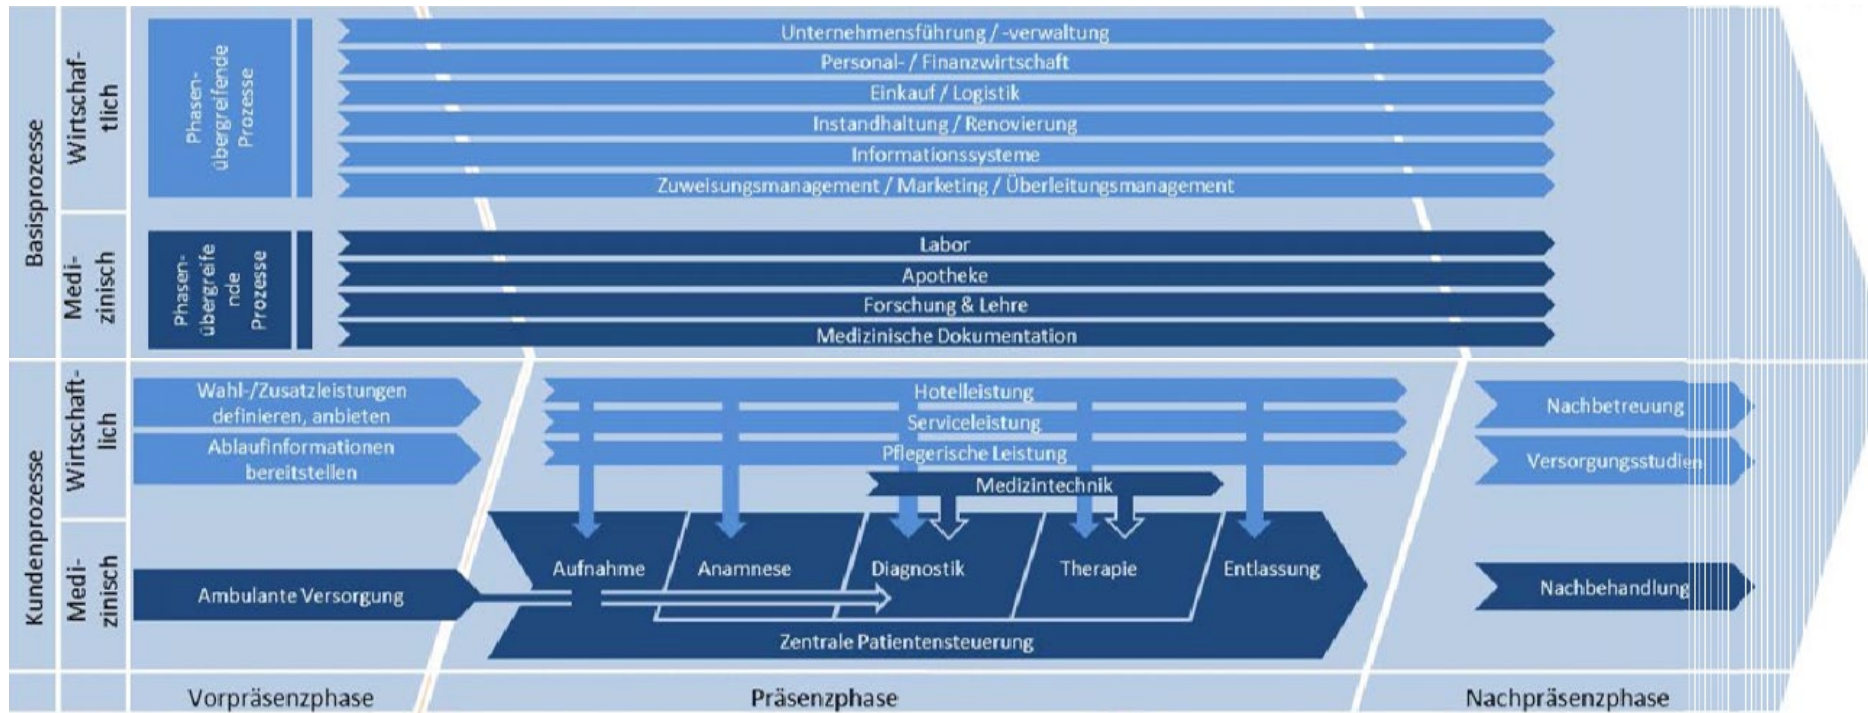 Basisprozesse
Wirtschaf-
tlich
Phasen-
übergreifende
Prozesse
Unternehmensführung / -verwaltung
Personal- / Finanzwirtschaft
Einkauf / Logistik
Instandhaltung / Renovierung
Informationssysteme
Zuweisungsmanagement / Marketing / Überleitungsmanagement
Medi-
zinisch
Phasen-
übergreife
nde
Prozesse
Labor
Apotheke
Forschung & Lehre
Medizinische Dokumentation
Kundenprozesse
Wirtschaft-
lich
Wahl-/Zusatzleistungen
definieren, anbieten
Ablaufinformationen
bereitstellen
Hotelleistung
Serviceleistung
Pflegerische Leistung
Medizintechnik
Nachbetreuung
Versorgungsstudien
Medi-
zinisch
Ambulante Versorgung
Aufnahme
Anamnese
Diagnostik
Therapie
Entlassung
Zentrale Patientensteuerung
Nachbehandlung
Vorpräsenzphase
Präsenzphase
Nachpräsenzphase